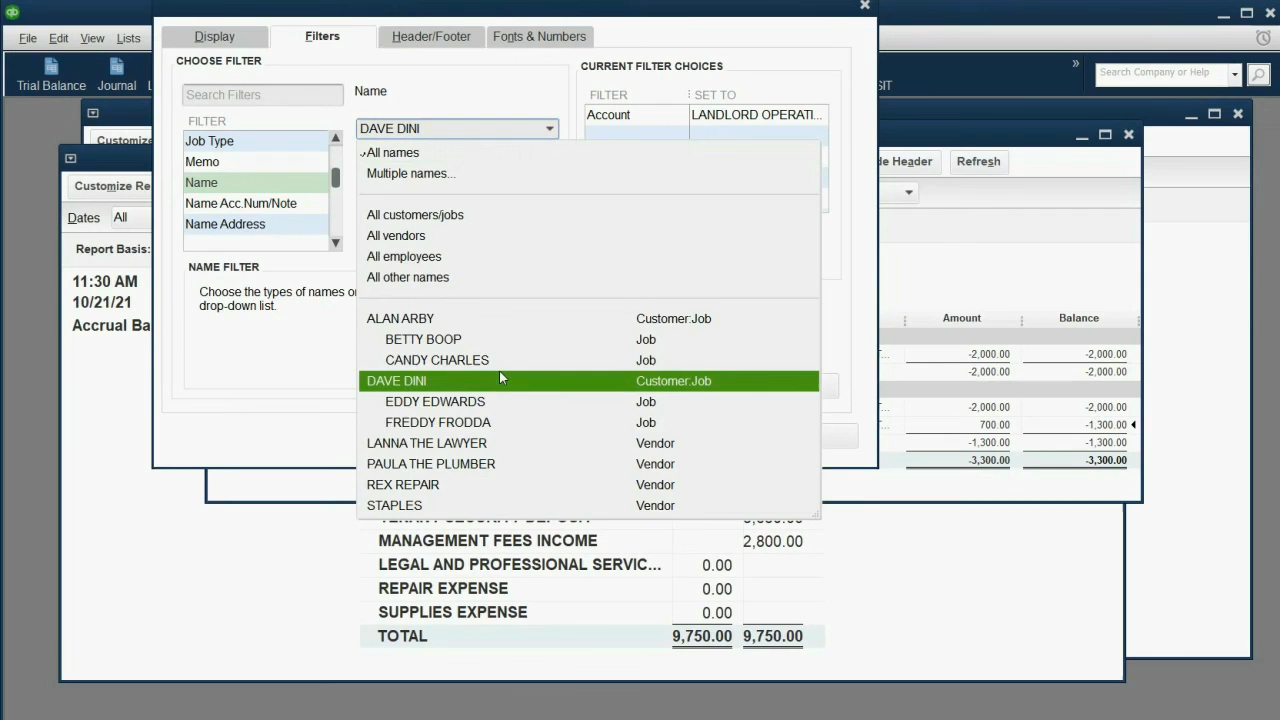 File Edit View Lists
Trial Balance Journal L
SIT
»
Search Company or Help
Display Filters Header/Footer Fonts & Numbers
CHOOSE FILTER
Search Filters
FILTER
Job Type
Memo
Name
Name Acc.Num/Note
Name Address
Name
DAVE DINI
All names
Multiple names...
All customers/jobs
All vendors
All employees
All other names
ALAN ARBY Customer:Job
BETTY BOOP Job
CANDY CHARLES Job
DAVE DINI Customer:Job
EDDY EDWARDS Job
FREDDY FRODDA Job
LANNA THE LAWYER Vendor
PAULA THE PLUMBER Vendor
REX REPAIR Vendor
STAPLES Vendor
NAME FILTER
Choose the types of names or
drop-down list.
CURRENT FILTER CHOICES
FILTER SET TO
Account LANDLORD OPERATI...
Customize
Customize Re
Dates All
Report Basis:
11:30 AM
10/21/21
Accrual Ba
de Header Refresh
Amount Balance
-2,000.00 -2,000.00
-2,000.00 -2,000.00
-2,000.00 -2,000.00
700.00 -1,300.00
-1,300.00 -1,300.00
-3,300.00 -3,300.00
MANAGEMENT FEES INCOME 2,800.00
LEGAL AND PROFESSIONAL SERVIC... 0.00
REPAIR EXPENSE 0.00
SUPPLIES EXPENSE 0.00
TOTAL 9,750.00 9,750.00